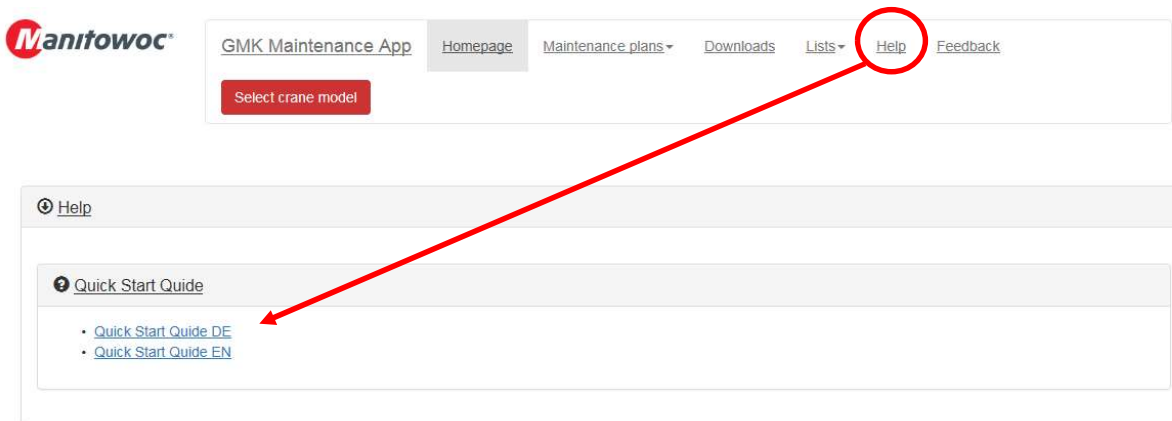 Manitowoc®
GMK Maintenance App Homepage Maintenance plans Downloads Lists Help Feedback
Select crane model
Help
Quick Start Quide
• Quick Start Quide DE
• Quick Start Quide EN